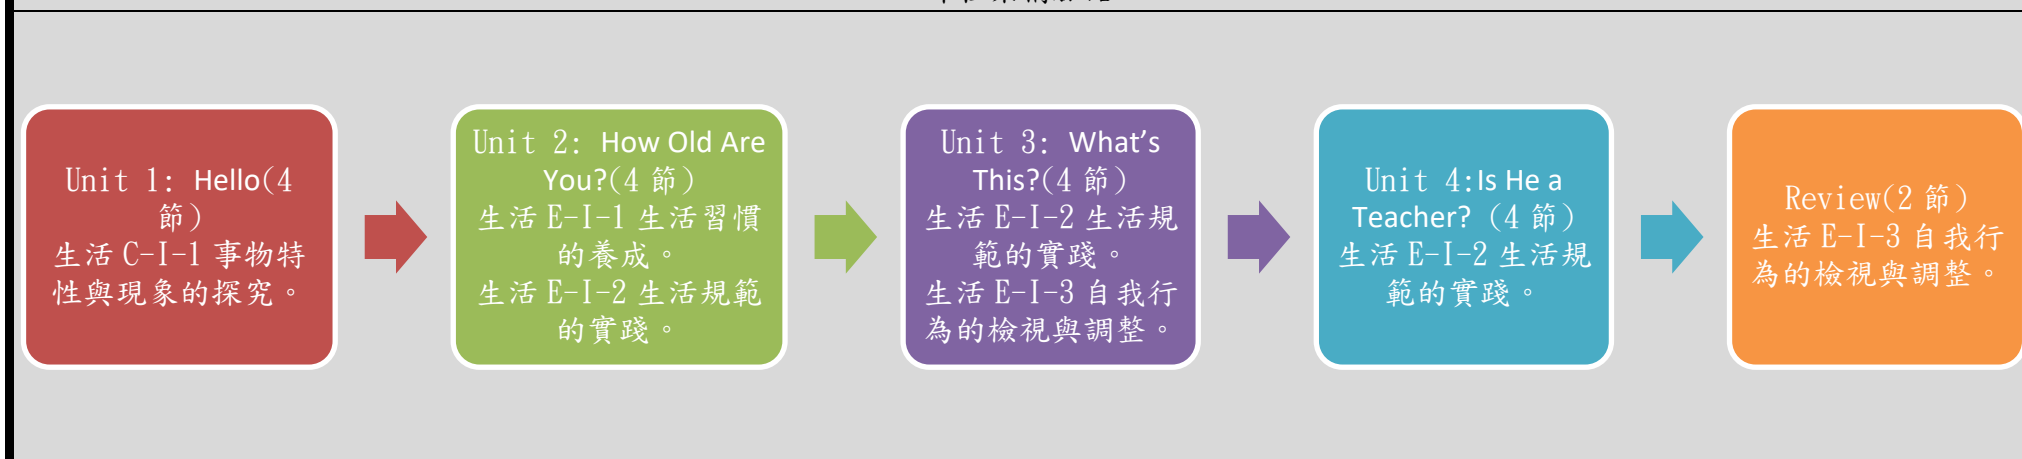 Unit 1: Hello(4
節)
生活 C-I-1 事物特
性與現象的探究。
Unit 2: How Old Are
You?(4 節)
生活 E-I-1 生活習慣
的養成。
生活 E-I-2 生活規範
的實踐。
Unit 3: What's
This?(4 節)
生活 E-I-2 生活規
範的實踐。
生活 E-I-3 自我行
為的檢視與調整。
Unit 4:Is He a
Teacher? (4 節)
生活 E-I-2 生活規
範的實踐。
Review(2 節)
生活 E-I-3 自我行
為的檢視與調整。